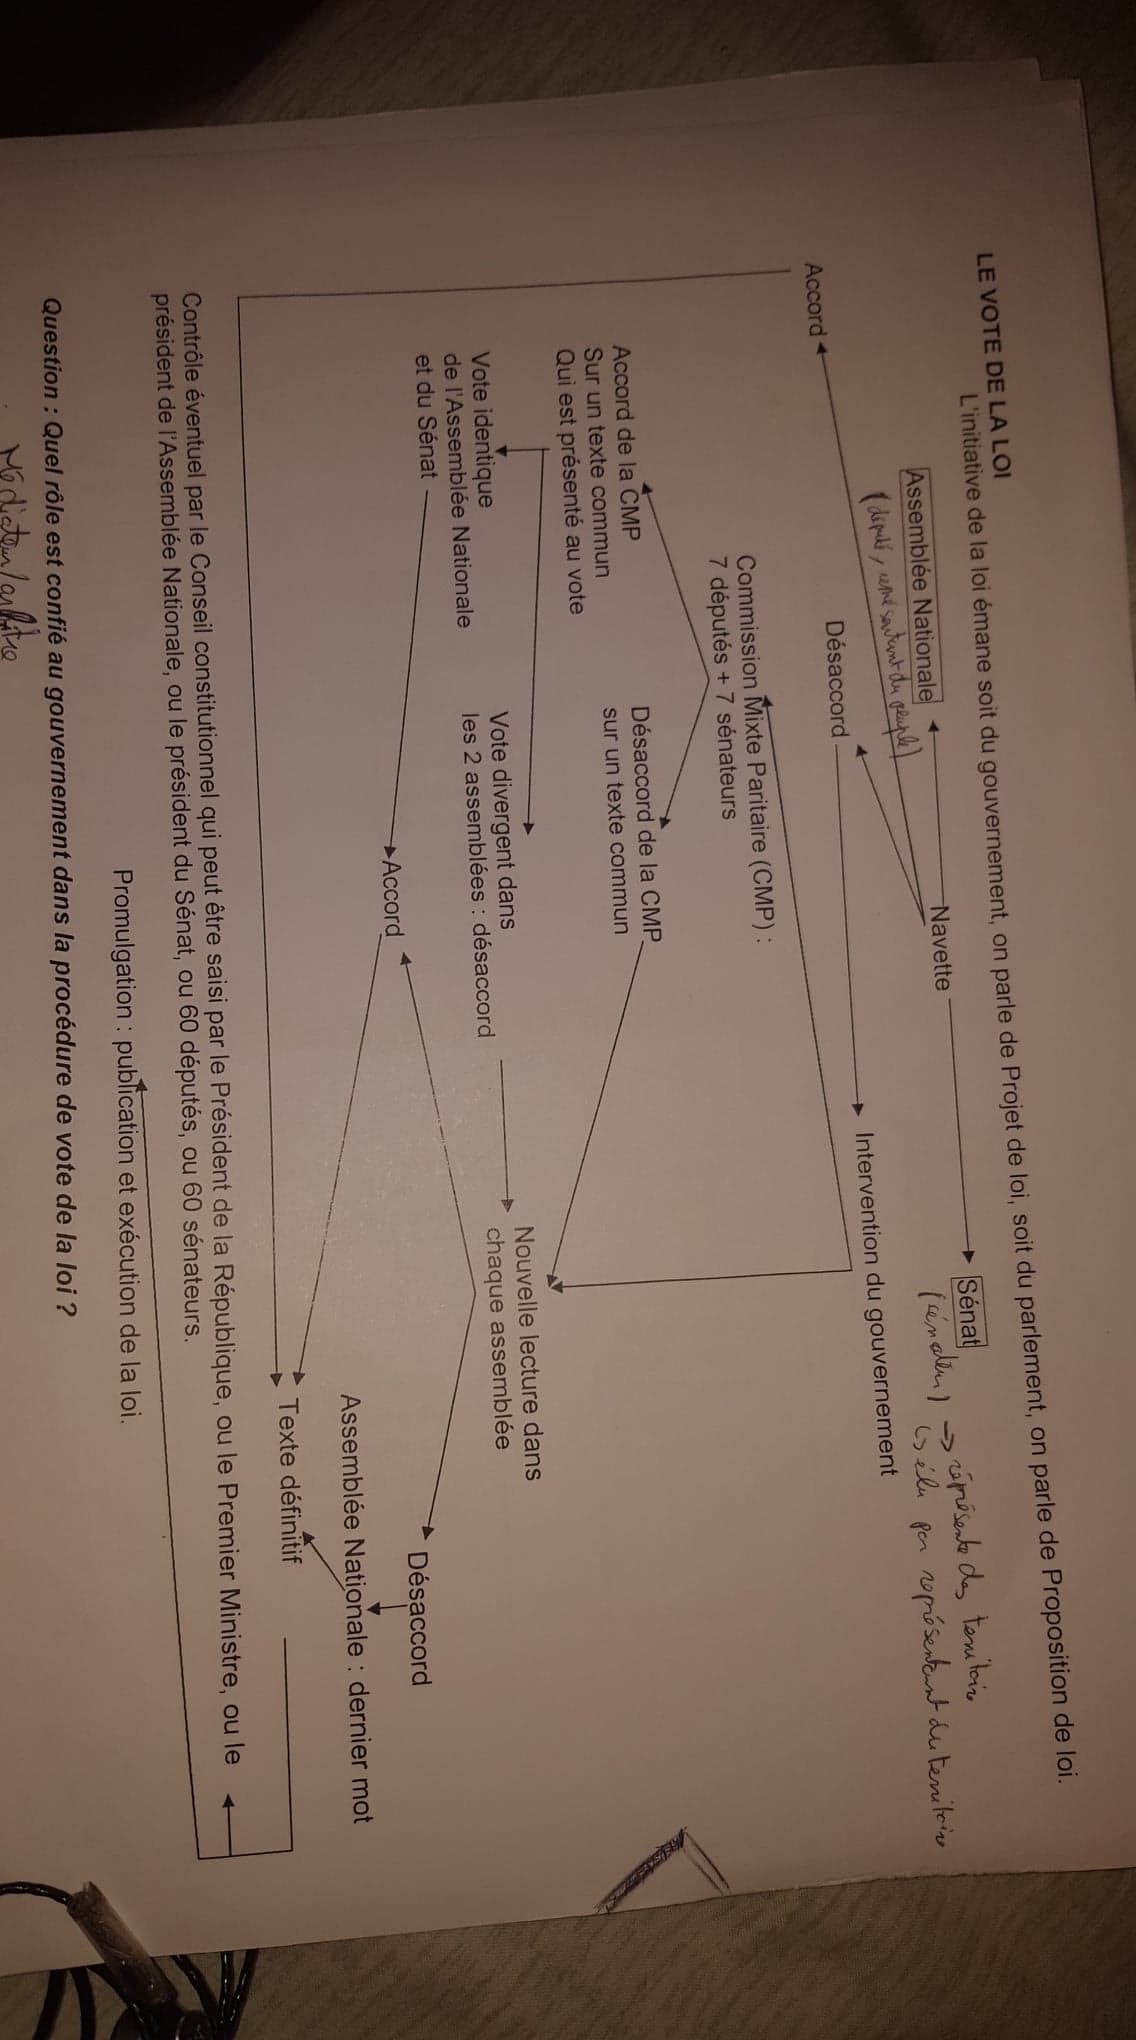 LE VOTE DE LA LOI
L'initiative de la loi émane soit du gouvernement, on parle de Projet de loi, soit du parlement, on parle de Proposition de loi.
Assemblée Nationale
Navette
Sénat
(député, représentant du peuple)
(sénateur) → représente des territoire
↳ élu par représentant du territoire
Accord
Désaccord
Intervention du gouvernement
Commission Mixte Paritaire (CMP) :
7 députés + 7 sénateurs
Accord de la CMP
Sur un texte commun
Qui est présenté au vote
Désaccord de la CMP
sur un texte commun
Vote identique
de l'Assemblée Nationale
et du Sénat
Vote divergent dans
les 2 assemblées : désaccord
Nouvelle lecture dans
chaque assemblée
Accord
Désaccord
Assemblée Nationale : dernier mot
Texte définitif
Contrôle éventuel par le Conseil constitutionnel qui peut être saisi par le Président de la République, ou le Premier Ministre, ou le
président de l'Assemblée Nationale, ou le président du Sénat, ou 60 députés, ou 60 sénateurs.
Promulgation : publication et exécution de la loi.
Question : Quel rôle est confié au gouvernement dans la procédure de vote de la loi ?
Médiateur/arbitre